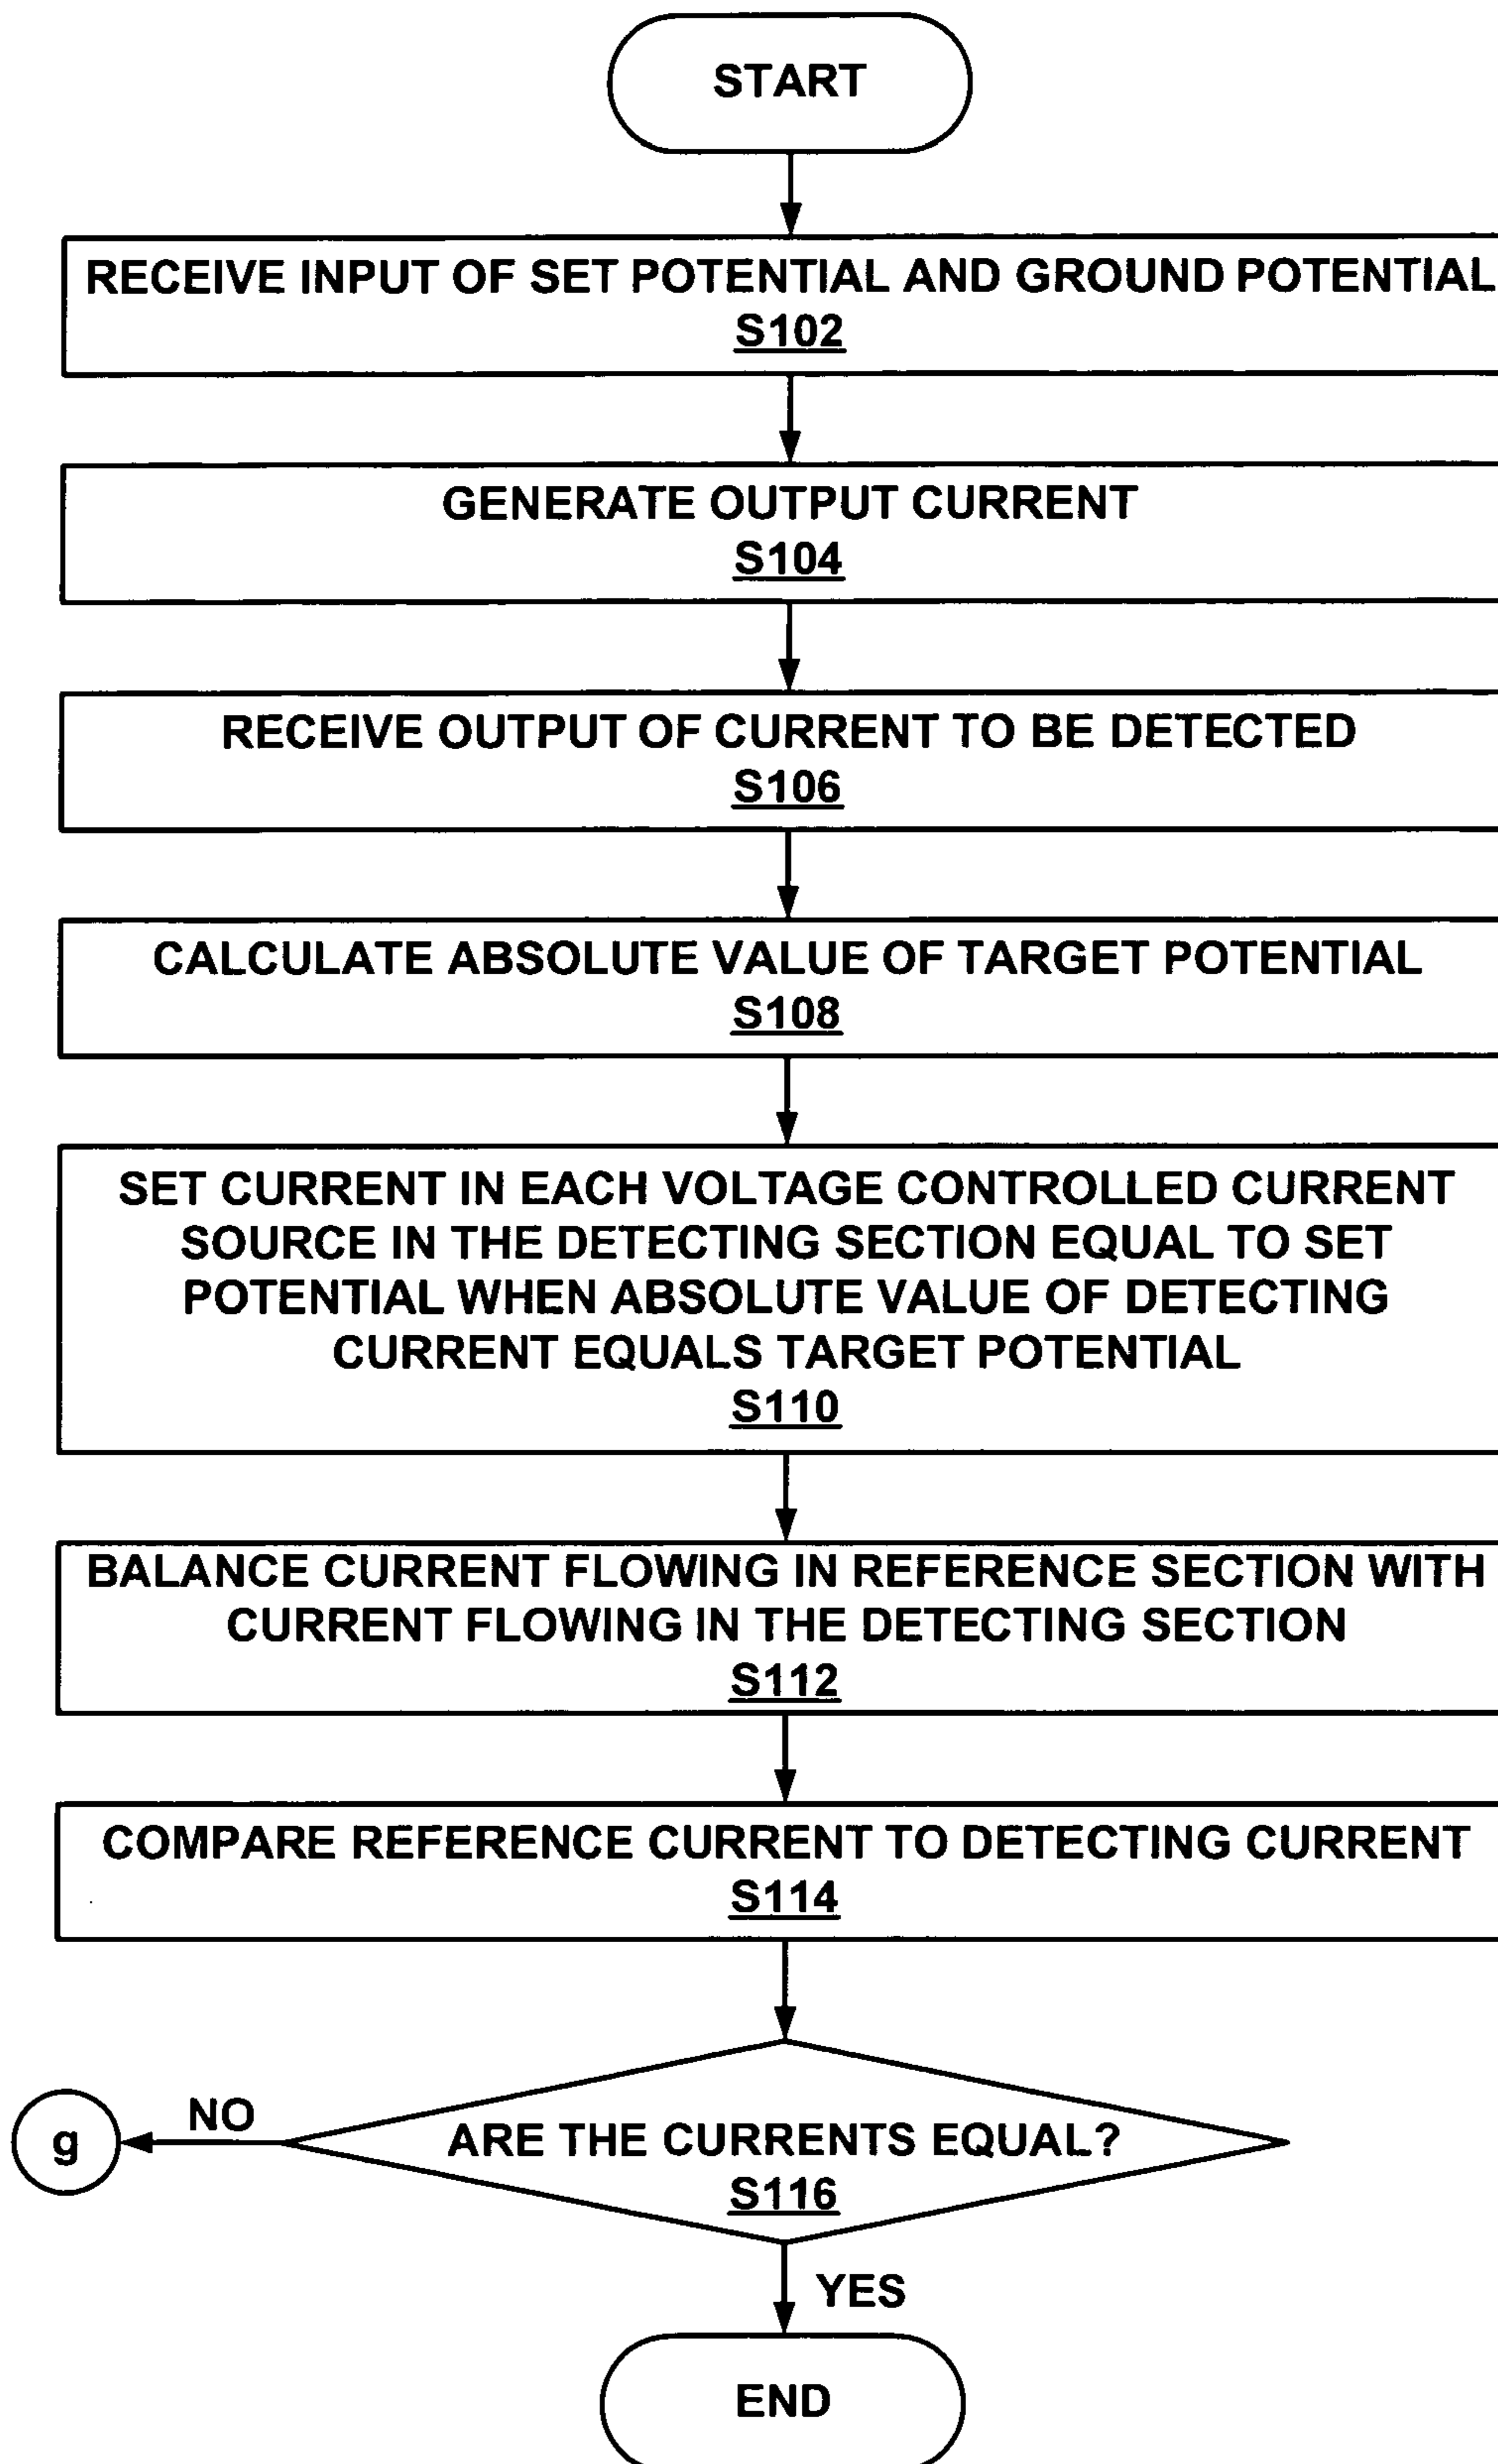 START
RECEIVE INPUT OF SET POTENTIAL AND GROUND POTENTIAL
S102
GENERATE OUTPUT CURRENT
S104
RECEIVE OUTPUT OF CURRENT TO BE DETECTED
S106
CALCULATE ABSOLUTE VALUE OF TARGET POTENTIAL
S108
SET CURRENT IN EACH VOLTAGE CONTROLLED CURRENT
SOURCE IN THE DETECTING SECTION EQUAL TO SET
POTENTIAL WHEN ABSOLUTE VALUE OF DETECTING
CURRENT EQUALS TARGET POTENTIAL
S110
BALANCE CURRENT FLOWING IN REFERENCE SECTION WITH
CURRENT FLOWING IN THE DETECTING SECTION
S112
COMPARE REFERENCE CURRENT TO DETECTING CURRENT
S114
ARE THE CURRENTS EQUAL?
S116
NO
g
YES
END